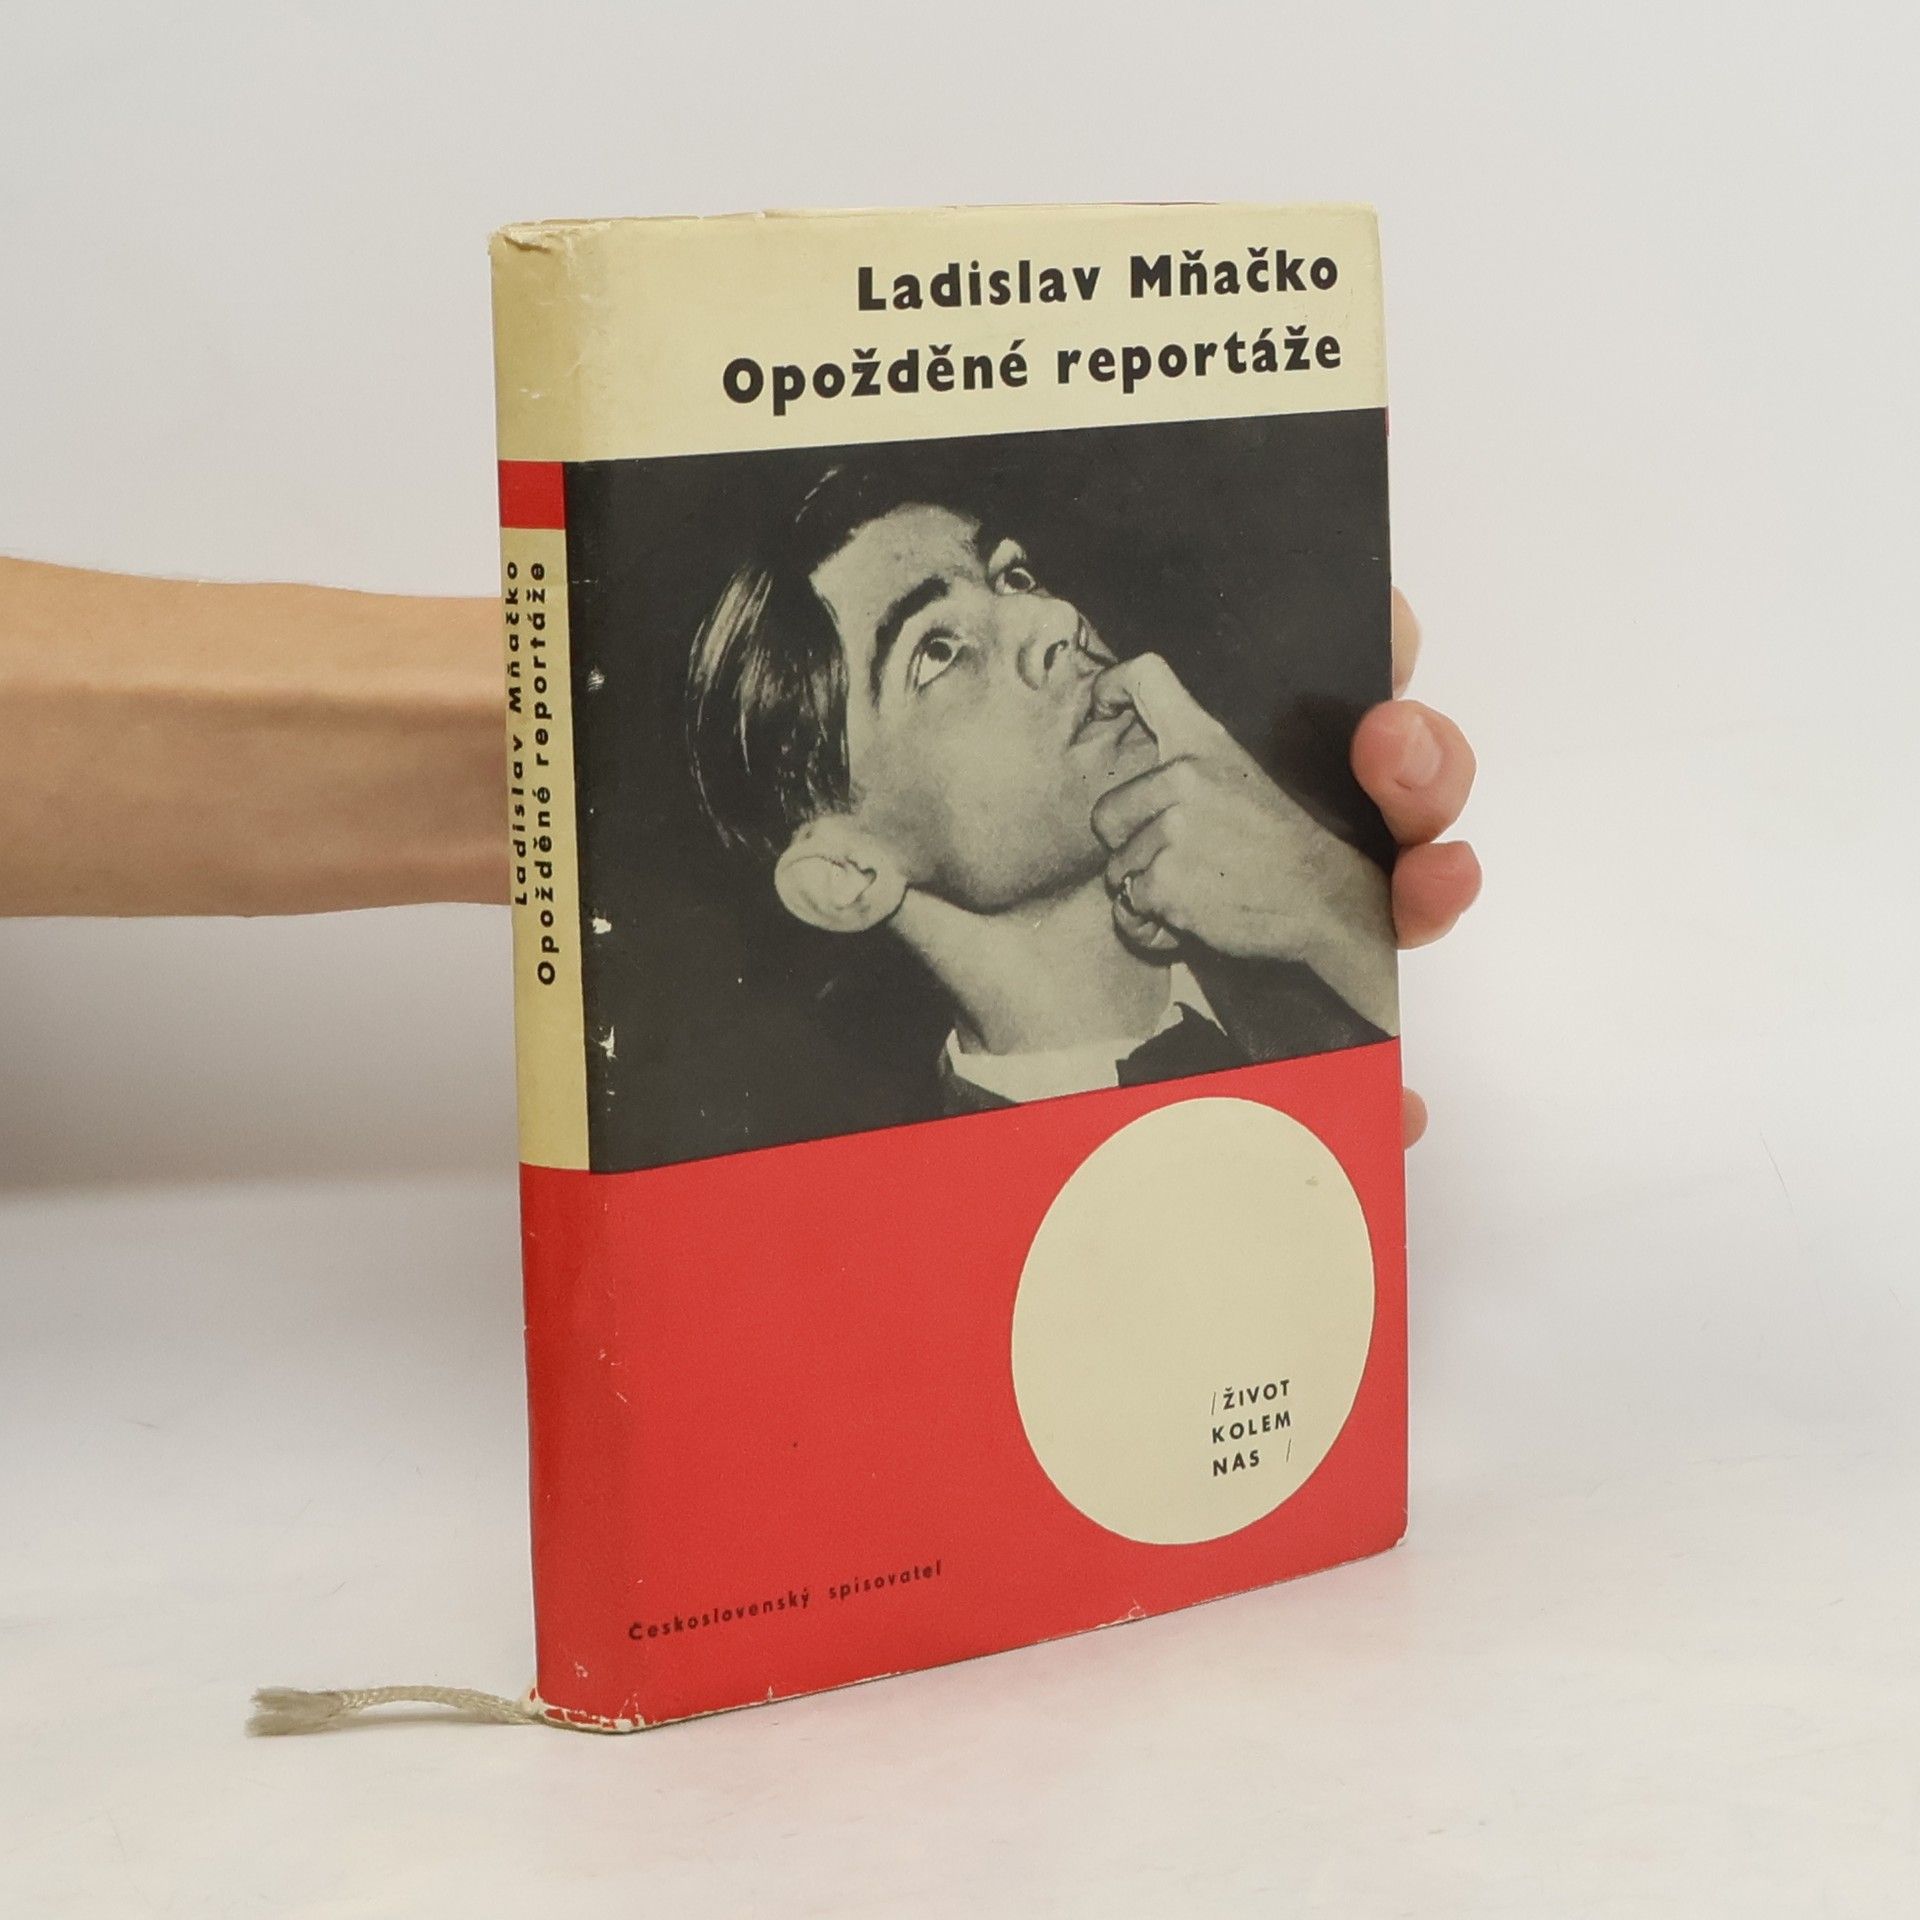 Ladislav Mňačko
Opožděné reportáže
Ladislav Mňačko
Opožděné reportáže
/ŽIVOT
KOLEM
NAS /
Československý spisovatel